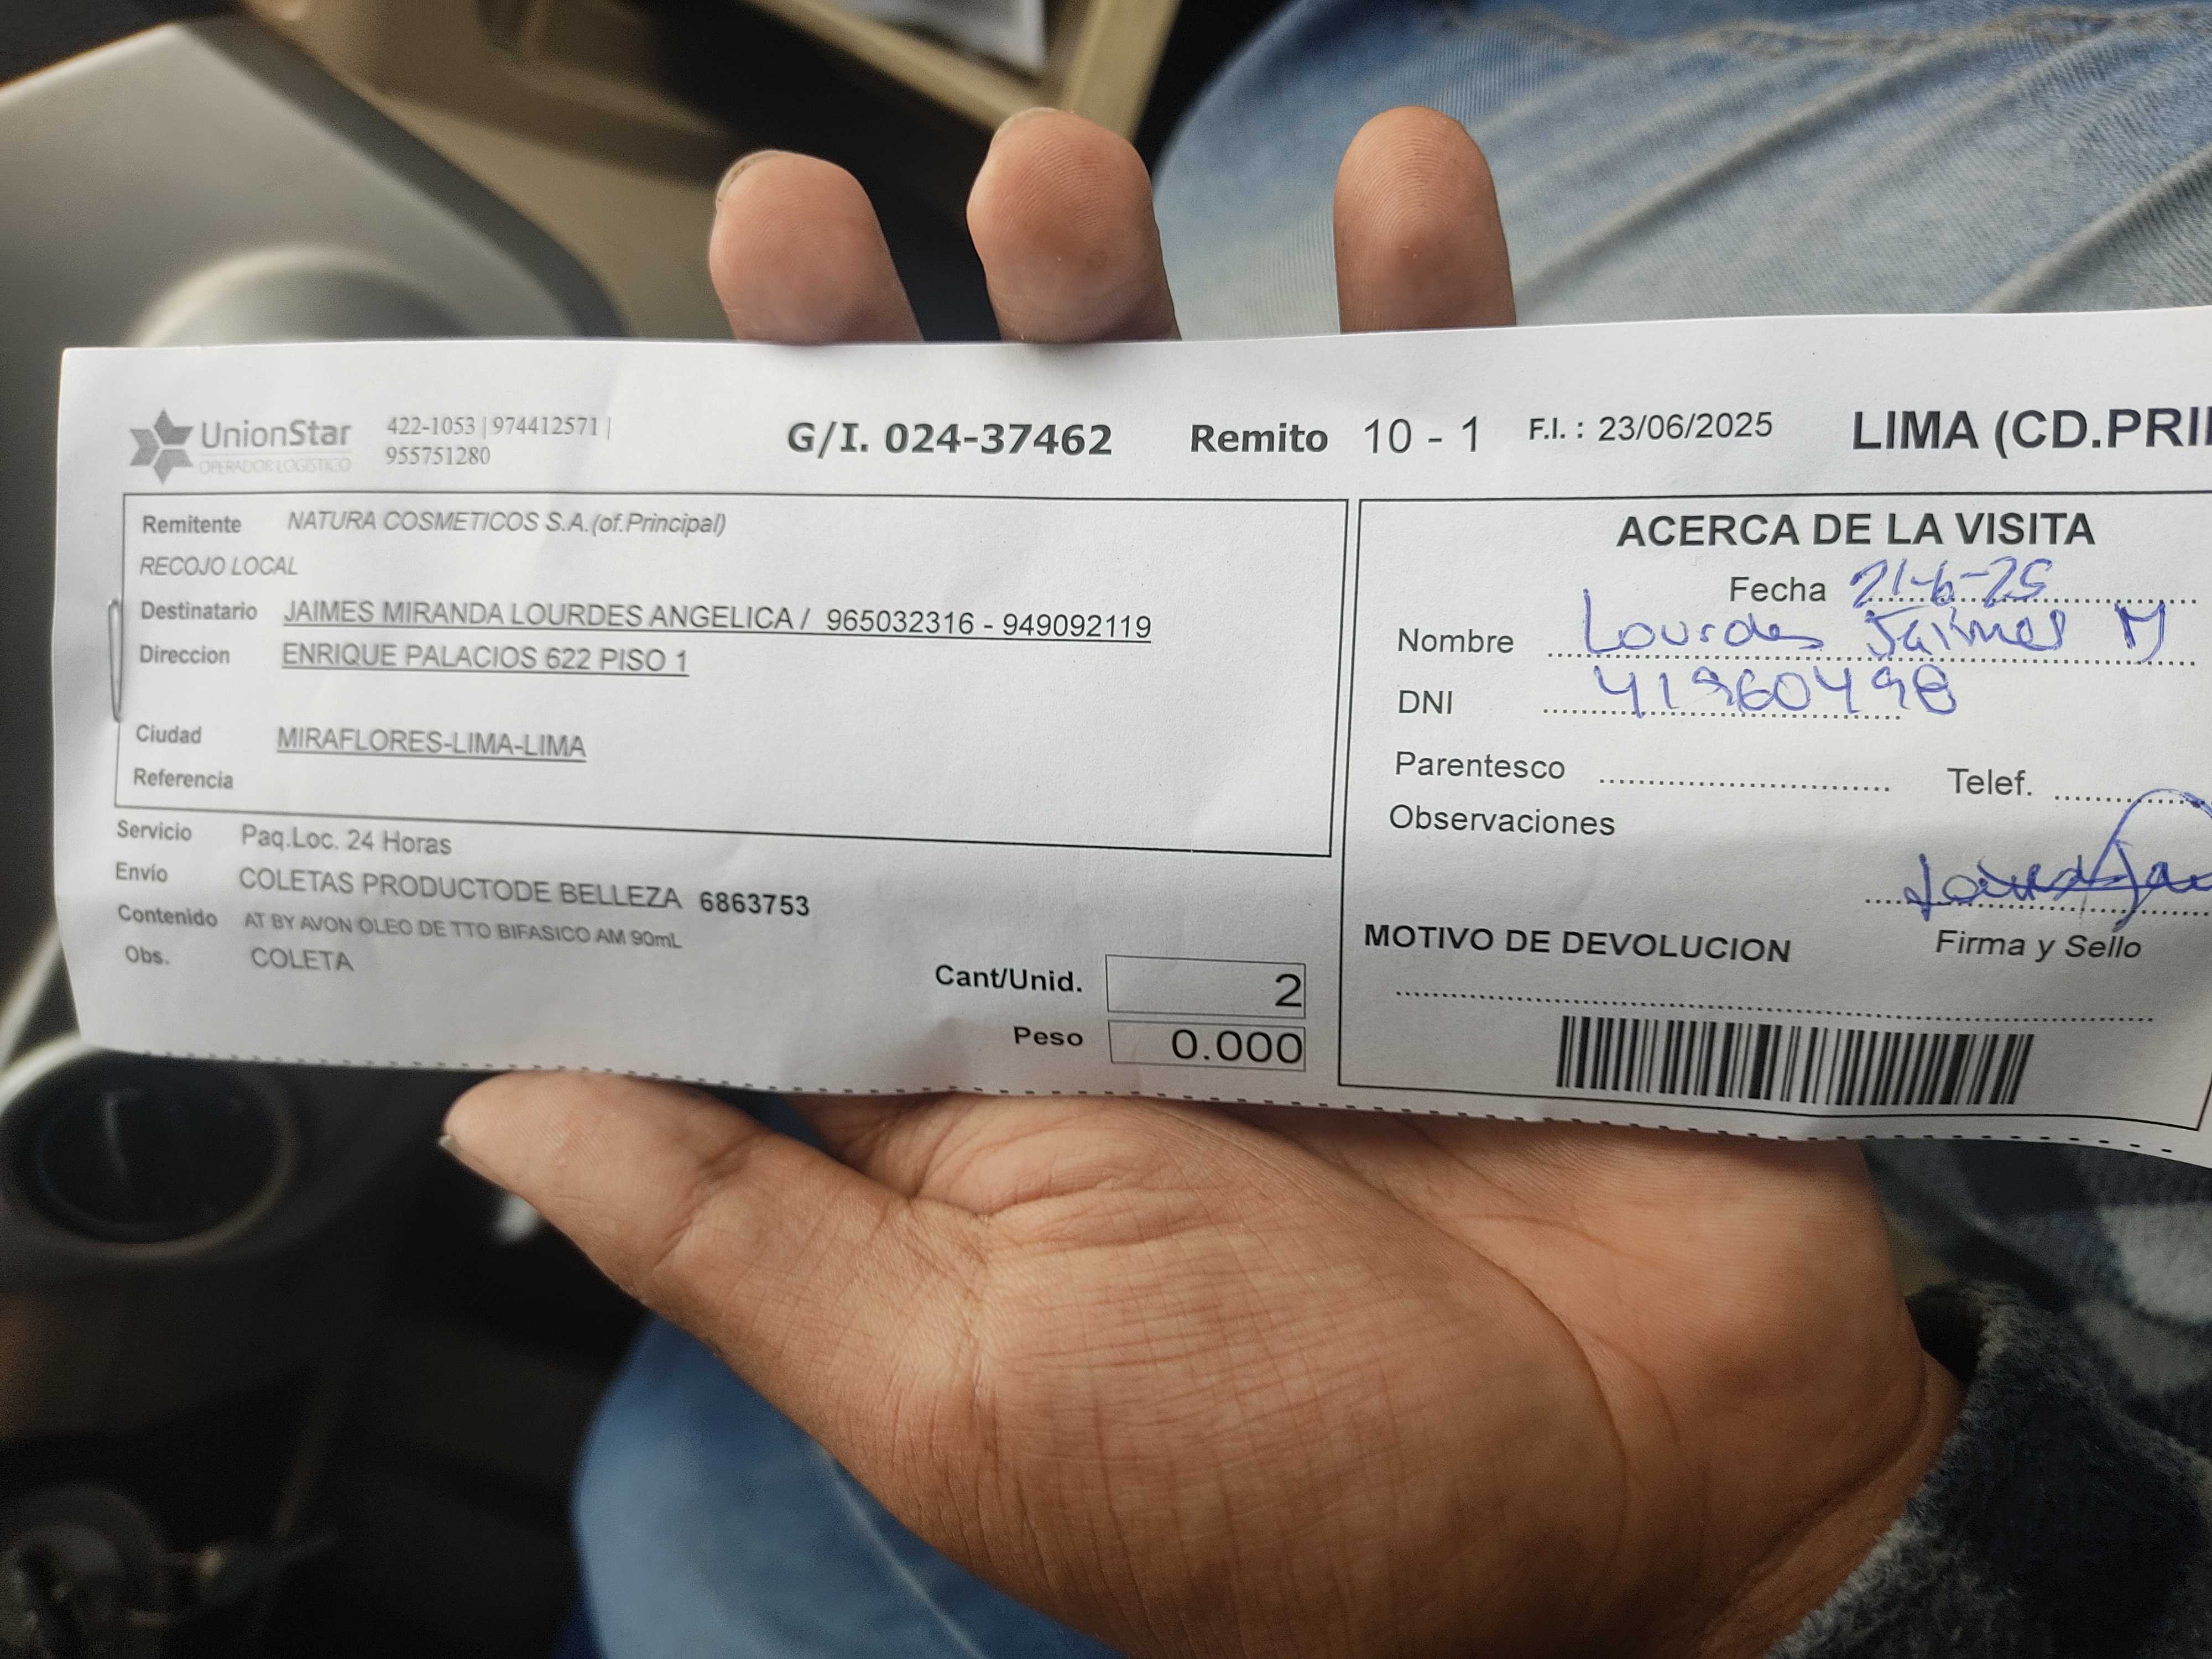 UnionStar
OPERADOR LOGÍSTICO
422-1053 | 974412571 |
955751280
G/I. 024-37462
Remito 10 - 1
F.I. : 23/06/2025
LIMA (CD.PRI
Remitente NATURA COSMETICOS S.A.(of.Principal)
RECOJO LOCAL
Destinatario JAIMES MIRANDA LOURDES ANGELICA / 965032316 - 949092119
Direccion ENRIQUE PALACIOS 622 PISO 1
Ciudad MIRAFLORES-LIMA-LIMA
Referencia
Servicio Paq.Loc. 24 Horas
Envío COLETAS PRODUCTODE BELLEZA 6863753
Contenido AT BY AVON OLEO DE TTO BIFASICO AM 90mL
Obs. COLETA
Cant/Unid. 2
Peso 0.000
ACERCA DE LA VISITA
Fecha 21-6-25
Nombre Lourdes Jaimes M
DNI 41960498
Parentesco Telef.
Observaciones
Firma y Sello
MOTIVO DE DEVOLUCION